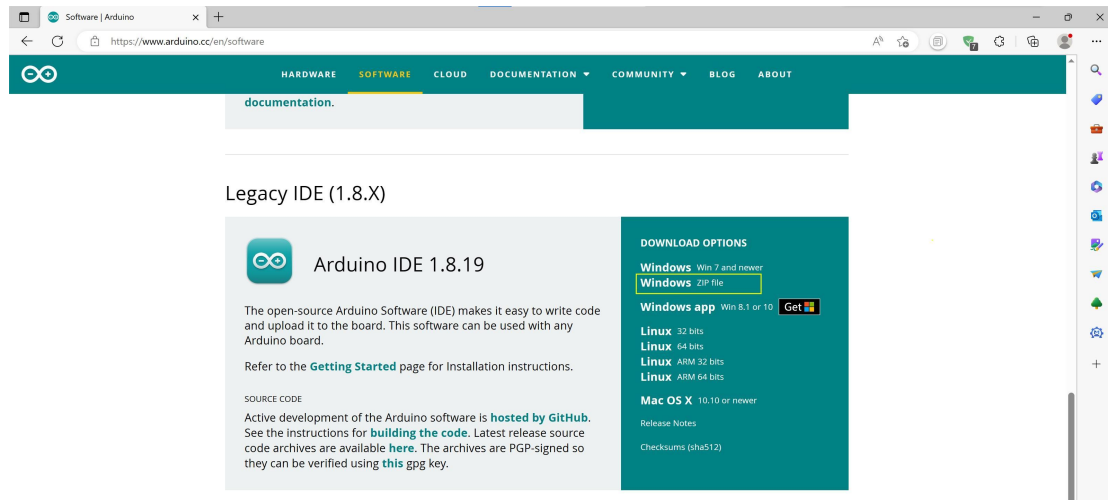 Software | Arduino
https://www.arduino.cc/en/software
HARDWARE SOFTWARE CLOUD DOCUMENTATION COMMUNITY BLOG ABOUT
documentation.
Legacy IDE (1.8.X)
Arduino IDE 1.8.19
The open-source Arduino Software (IDE) makes it easy to write code
and upload it to the board. This software can be used with any
Arduino board.
Refer to the Getting Started page for Installation instructions.
SOURCE CODE
Active development of the Arduino software is hosted by GitHub.
See the instructions for building the code. Latest release source
code archives are available here. The archives are PGP-signed so
they can be verified using this gpg key.
DOWNLOAD OPTIONS
Windows Win 7 and newer
Windows ZIP file
Windows app Win 8.1 or 10 Get
Linux 32 bits
Linux 64 bits
Linux ARM 32 bits
Linux ARM 64 bits
Mac OS X 10.10 or newer
Release Notes
Checksums (sha512)